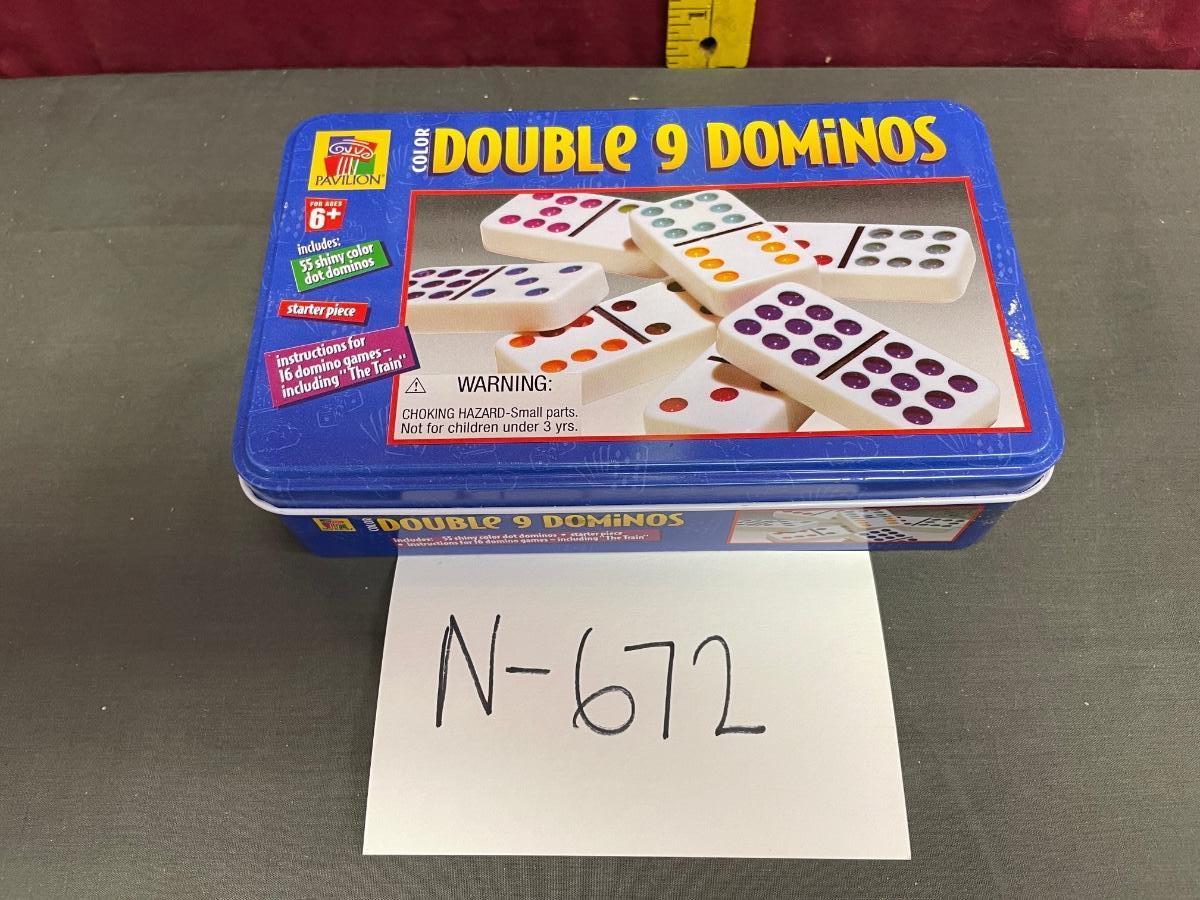 COLOR DOUBLE 9 DOMINOS
PAVILION®
FOR AGES
6+
includes:
55 shiny color
dot dominos
starter piece
instructions for
16 domino games–
including "The Train"
WARNING:
CHOKING HAZARD-Small parts.
Not for children under 3 yrs.
COLOR DOUBLE 9 DOMINOS
Includes: 55 shiny color dot dominos • starter piece
• instructions for 16 domino games – including "The Train"
N-672